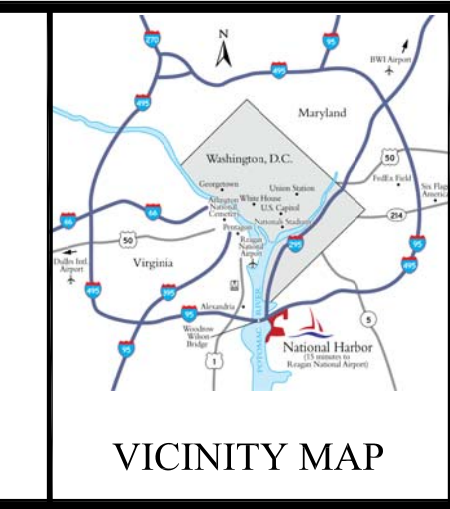 N
270
95
BWI Airport
495
495
Maryland
Washington, D.C.
50
FedEx Field
Six Flags
America
Georgetown
Union Station
Arlington
National
Cemetery
White House
U.S. Capitol
214
66
66
Nationals Stadium
Pentagon
50
295
95
Reagan
National
Airport
Dulles Intl.
Airport
Virginia
495
495
395
Alexandria
95
POTOMAC RIVER
5
Woodrow
Wilson
Bridge
National Harbor
(15 minutes to
Reagan National Airport)
95
1
VICINITY MAP